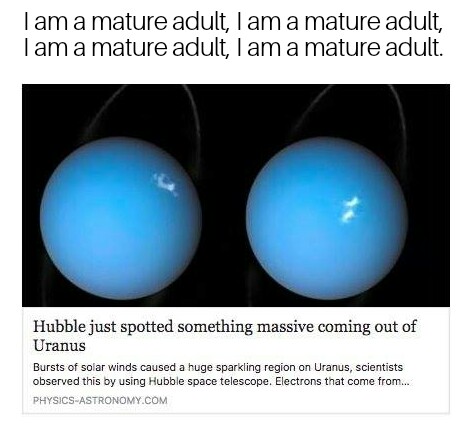 I am a mature adult, I am a mature adult,
I am a mature adult, I am a mature adult.
Hubble just spotted something massive coming out of
Uranus
Bursts of solar winds caused a huge sparkling region on Uranus, scientists
observed this by using Hubble space telescope. Electrons that come from...
PHYSICS-ASTRONOMY.COM